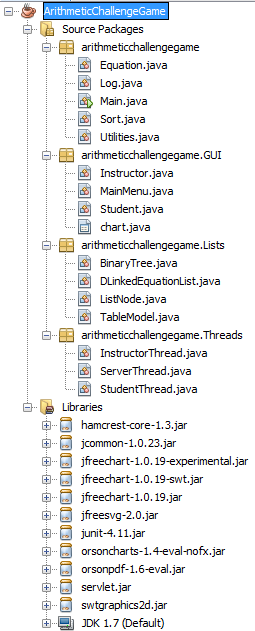 ArithmeticChallengeGame
Source Packages
arithmeticchallengegame
Equation.java
Log.java
Main.java
Sort.java
Utilities.java
arithmeticchallengegame.GUI
Instructor.java
MainMenu.java
Student.java
chart.java
arithmeticchallengegame.Lists
BinaryTree.java
DLinkedEquationList.java
ListNode.java
TableModel.java
arithmeticchallengegame.Threads
InstructorThread.java
ServerThread.java
StudentThread.java
Libraries
hamcrest-core-1.3.jar
jcommon-1.0.23.jar
jfreechart-1.0.19-experimental.jar
jfreechart-1.0.19-swt.jar
jfreechart-1.0.19.jar
jfreesvg-2.0.jar
junit-4.11.jar
orsoncharts-1.4-eval-nofx.jar
orsonpdf-1.6-eval.jar
servlet.jar
swtgraphics2d.jar
JDK 1.7 (Default)